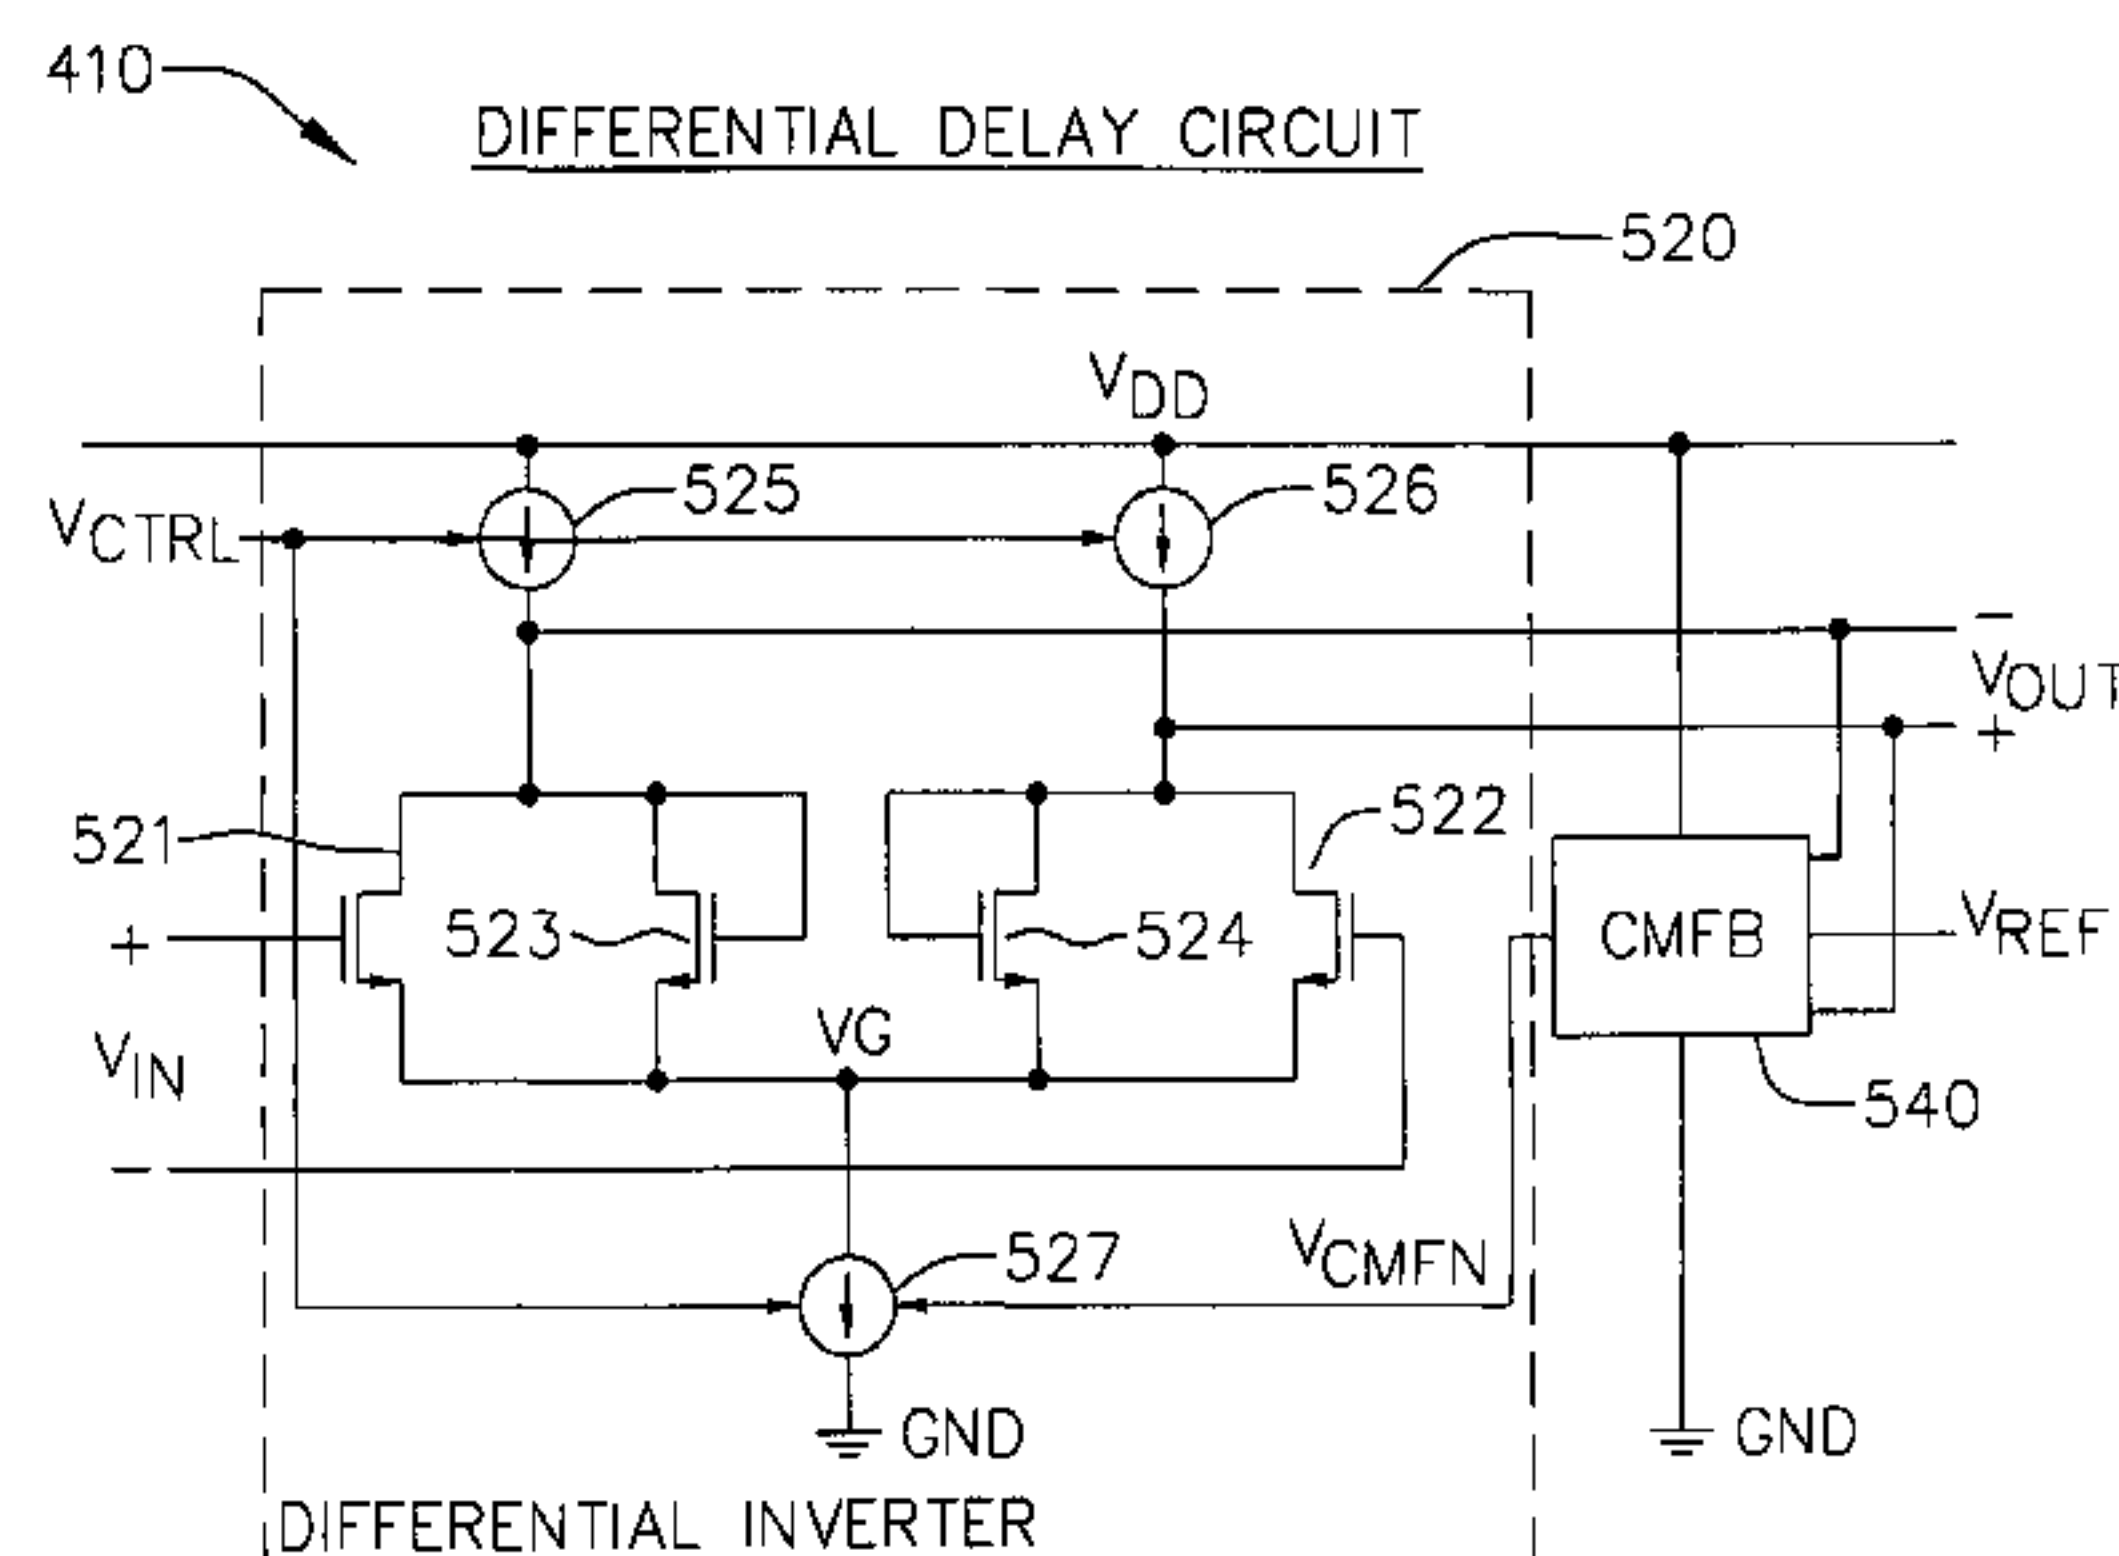 410
DIFFERENTIAL DELAY CIRCUIT
520
VDD
525
526
VCTRL
−
VOUT
+
521
522
523
524
+
CMFB
VREF
VG
VIN
540
−
527
VCMFN
GND
GND
DIFFERENTIAL INVERTER